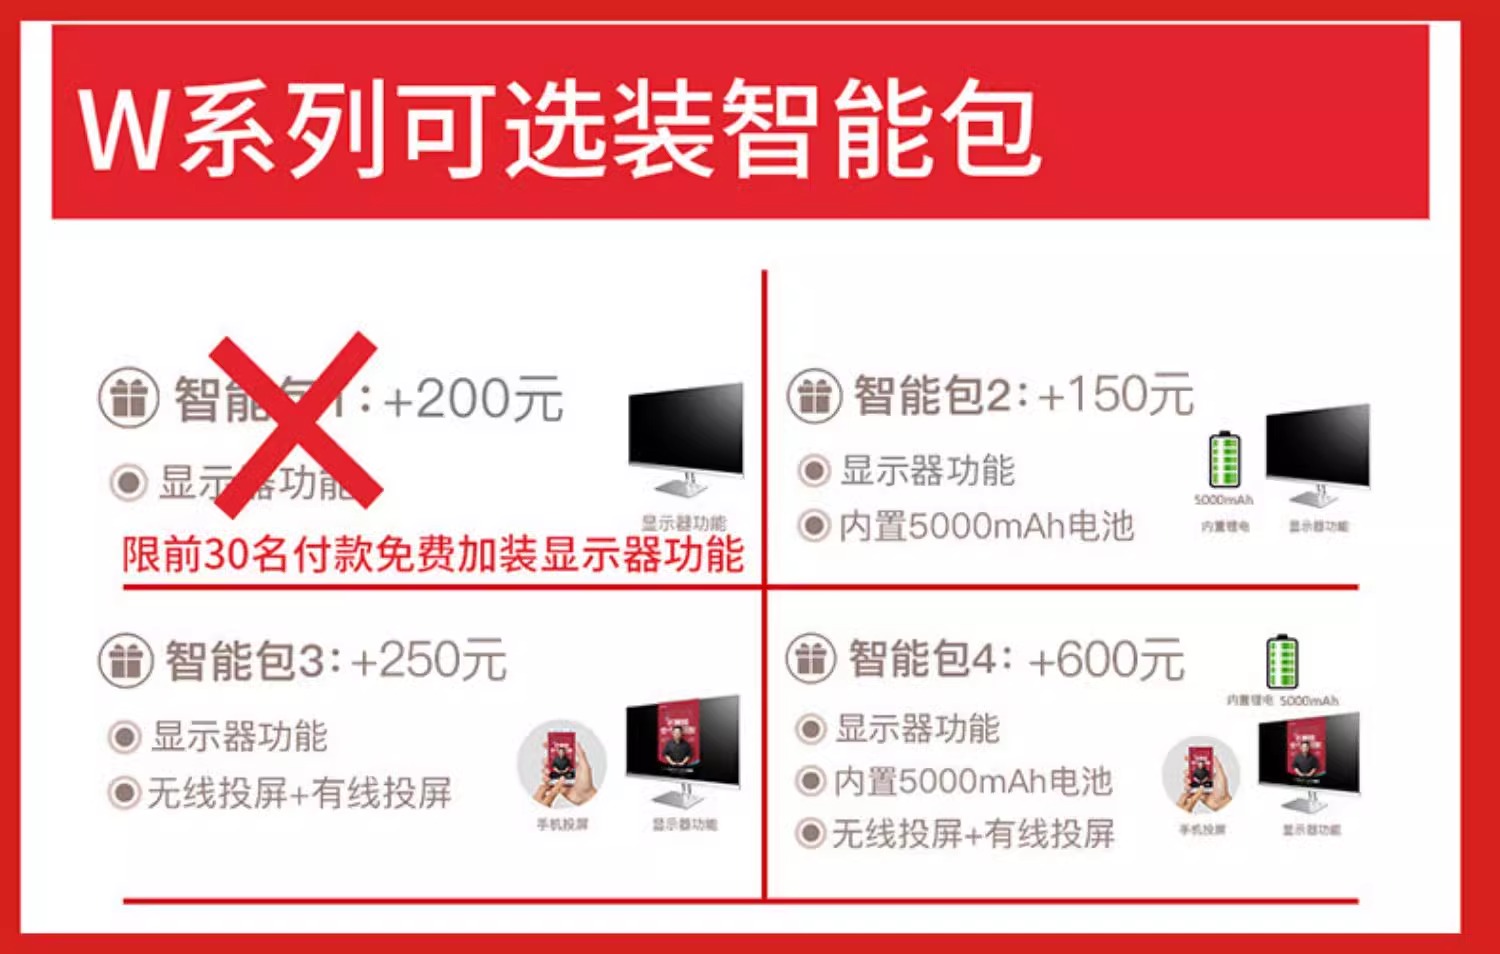 W系列可选装智能包
智能包1：+200元
显示器功能
显示器功能
限前30名付款免费加装显示器功能
智能包2：+150元
显示器功能
内置5000mAh电池
5000mAh
内置锂电
显示器功能
智能包3：+250元
显示器功能
无线投屏+有线投屏
手机投屏
显示器功能
智能包4：+600元
内置锂电 5000mAh
显示器功能
内置5000mAh电池
无线投屏+有线投屏
手机投屏
显示器功能